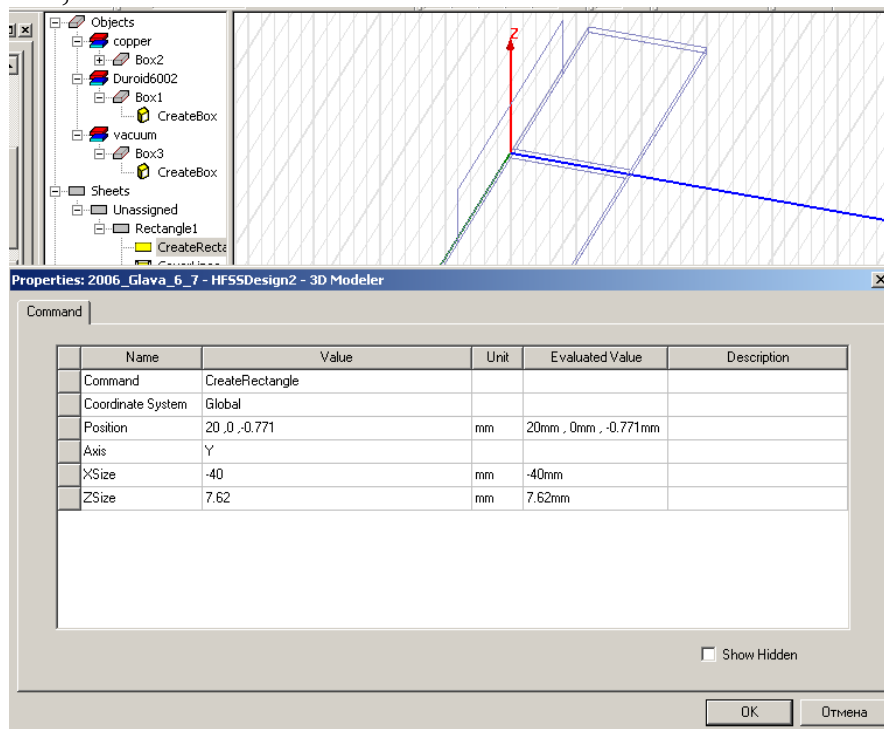 Objects
copper
Box2
Duroid6002
Box1
CreateBox
vacuum
Box3
CreateBox
Sheets
Unassigned
Rectangle1
CreateRecta
Z
Properties: 2006_Glava_6_7 - HFSSDesign2 - 3D Modeler
Command
Name Value Unit Evaluated Value Description
Command CreateRectangle
Coordinate System Global
Position 20 ,0 ,-0.771 mm 20mm , 0mm , -0.771mm
Axis Y
XSize -40 mm -40mm
ZSize 7.62 mm 7.62mm
Show Hidden
OK Отмена